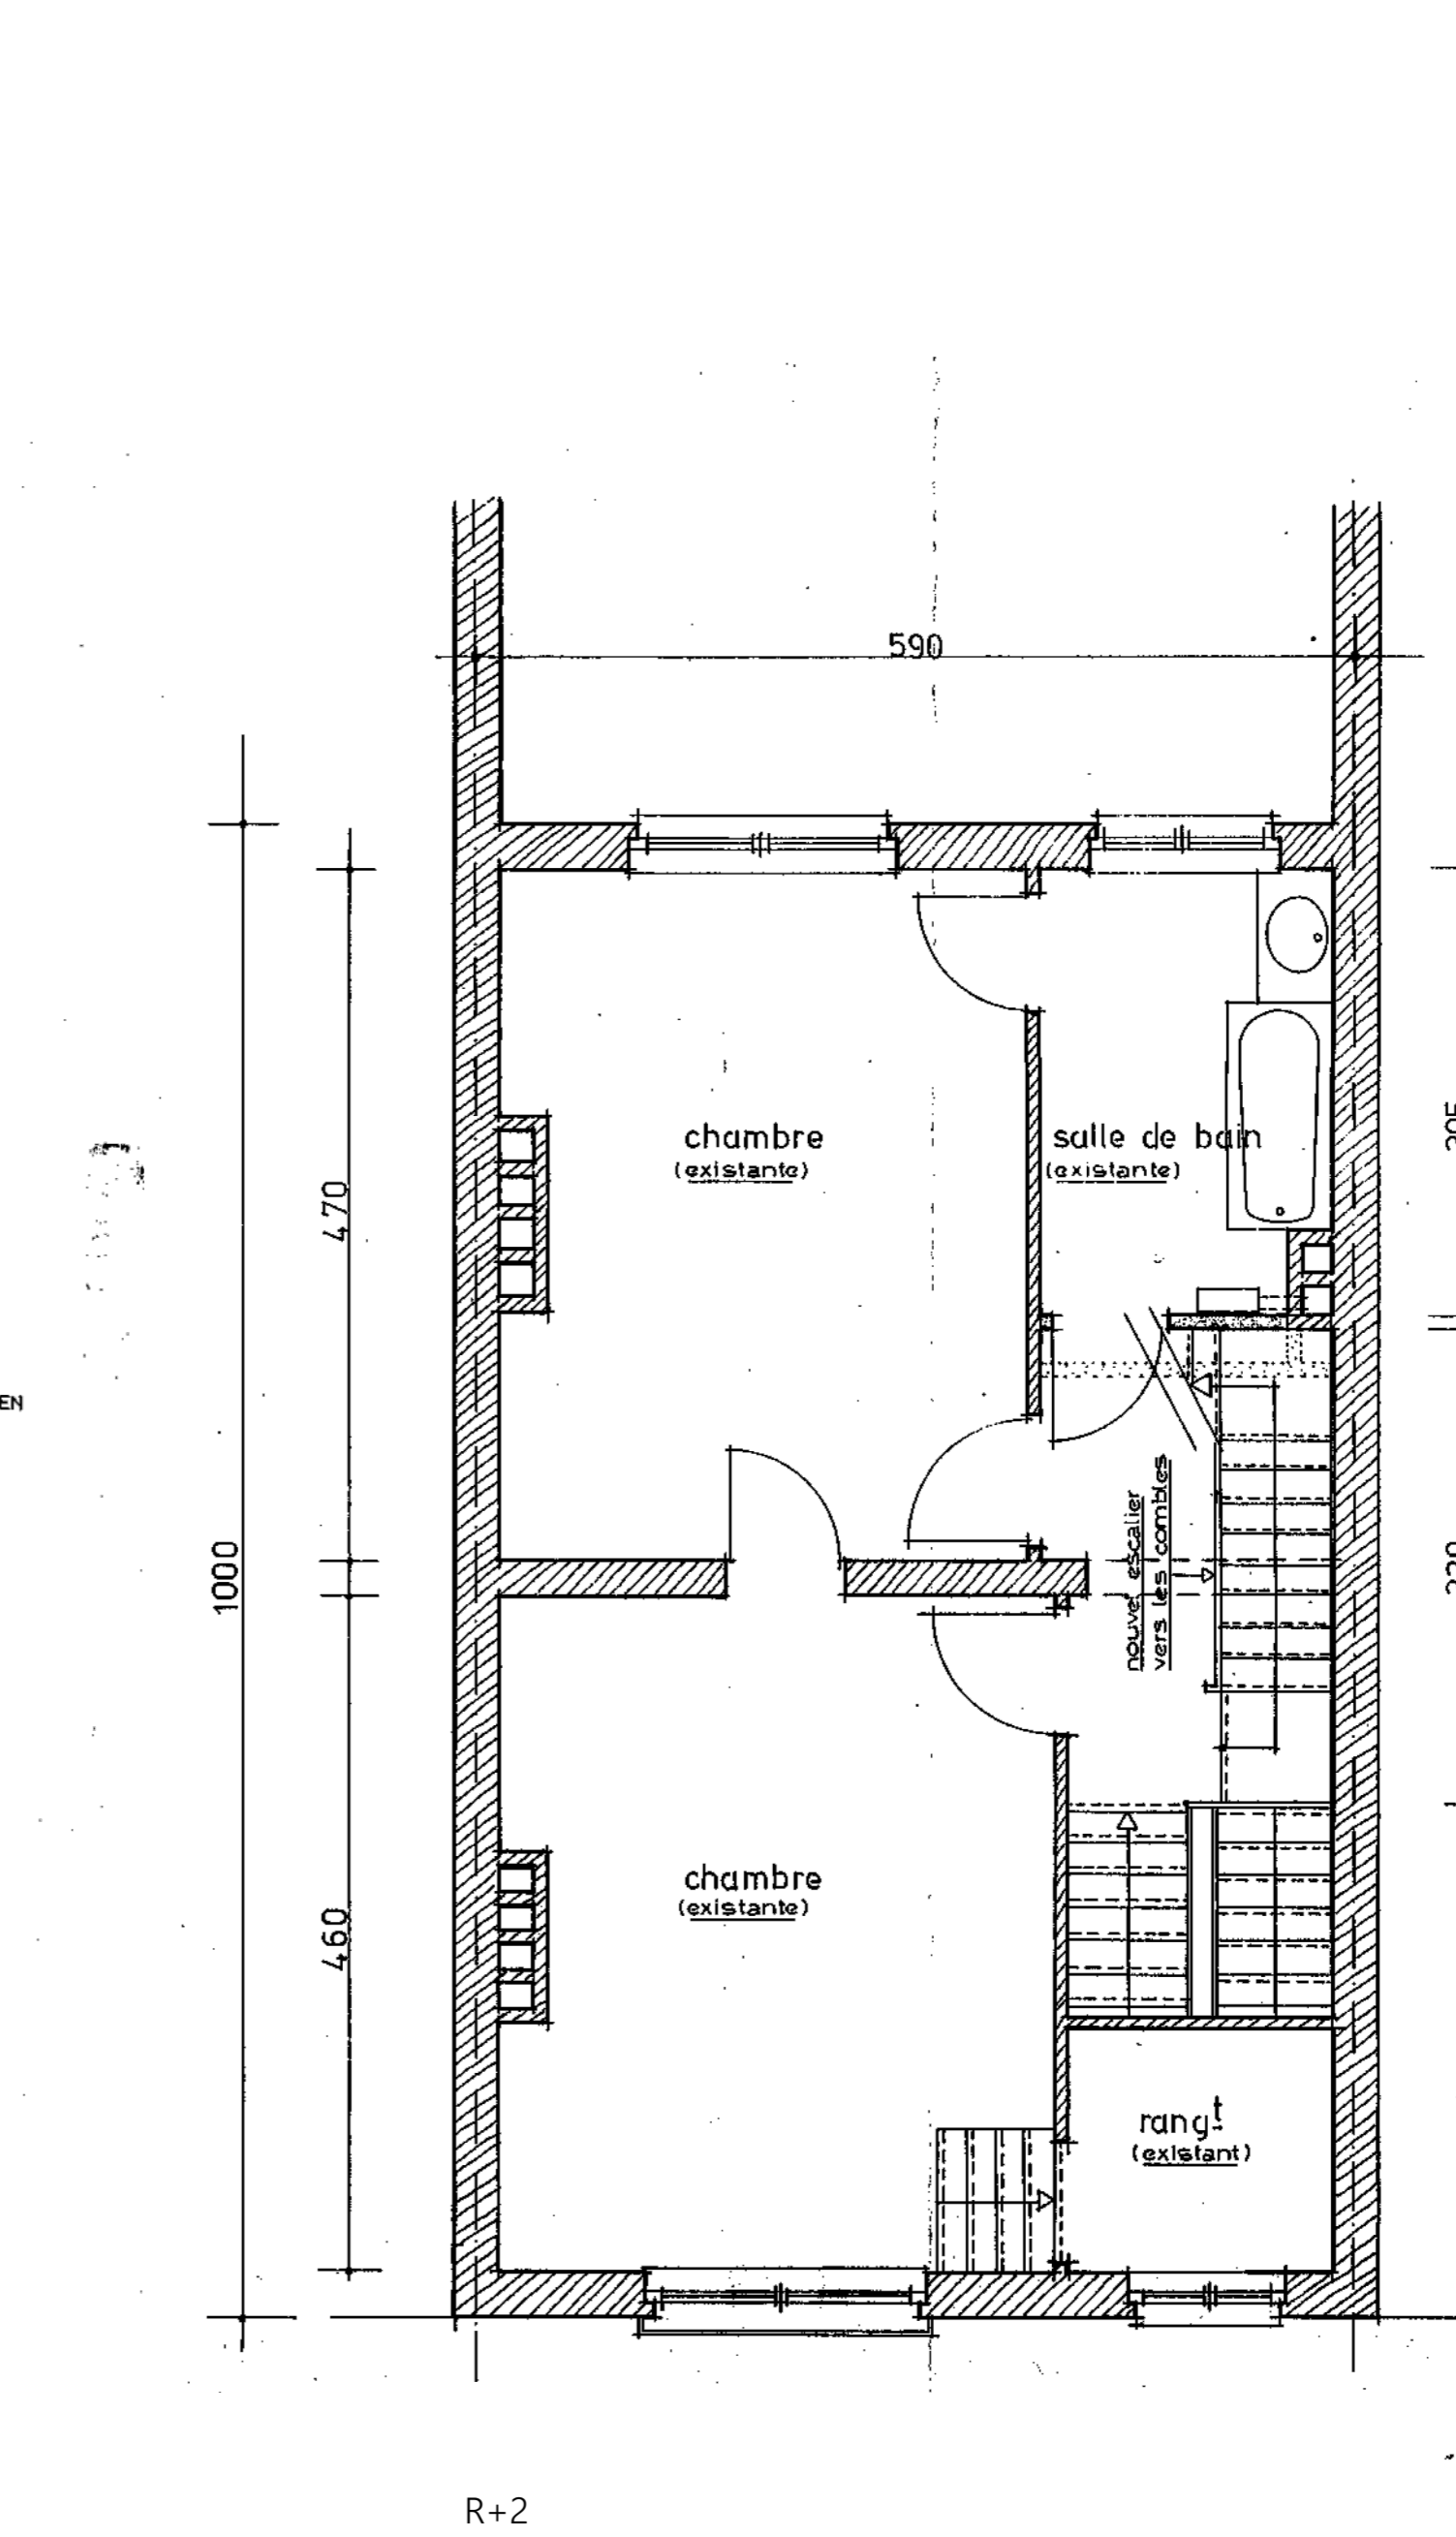 590
chambre
(existante)
salle de bain
(existante)
470
EN
1000
nouvel escalier
vers les combles
chambre
(existante)
460
rangt
(existant)
R+2